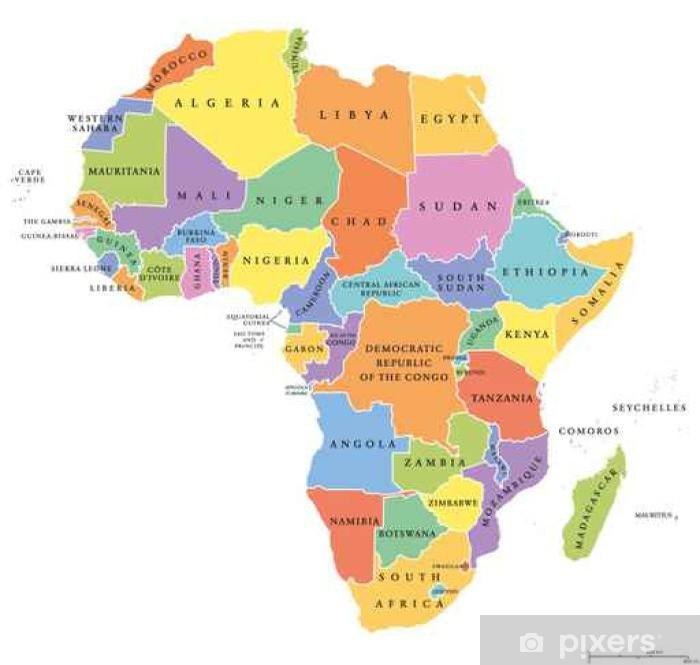 MOROCCO
TUNISIA
ALGERIA
LIBYA
EGYPT
WESTERN
SAHARA
CAPE
VERDE
MAURITANIA
MALI
NIGER
CHAD
SUDAN
ERITREA
SENEGAL
THE GAMBIA
GUINEA-BISSAU
GUINEA
BURKINA
FASO
DJIBOUTI
SIERRA LEONE
LIBERIA
CÔTE
D'IVOIRE
GHANA
TOGO
BENIN
NIGERIA
CAMEROON
CENTRAL AFRICAN
REPUBLIC
SOUTH
SUDAN
ETHIOPIA
SOMALIA
EQUATORIAL
GUINEA
SAO TOME
AND
PRINCIPE
GABON
CONGO
DEMOCRATIC
REPUBLIC
OF THE CONGO
UGANDA
KENYA
RWANDA
BURUNDI
TANZANIA
SEYCHELLES
COMOROS
ANGOLA
ZAMBIA
MALAWI
MOZAMBIQUE
MADAGASCAR
MAURITIUS
ZIMBABWE
NAMIBIA
BOTSWANA
SWAZILAND
LESOTHO
SOUTH
AFRICA
pixers